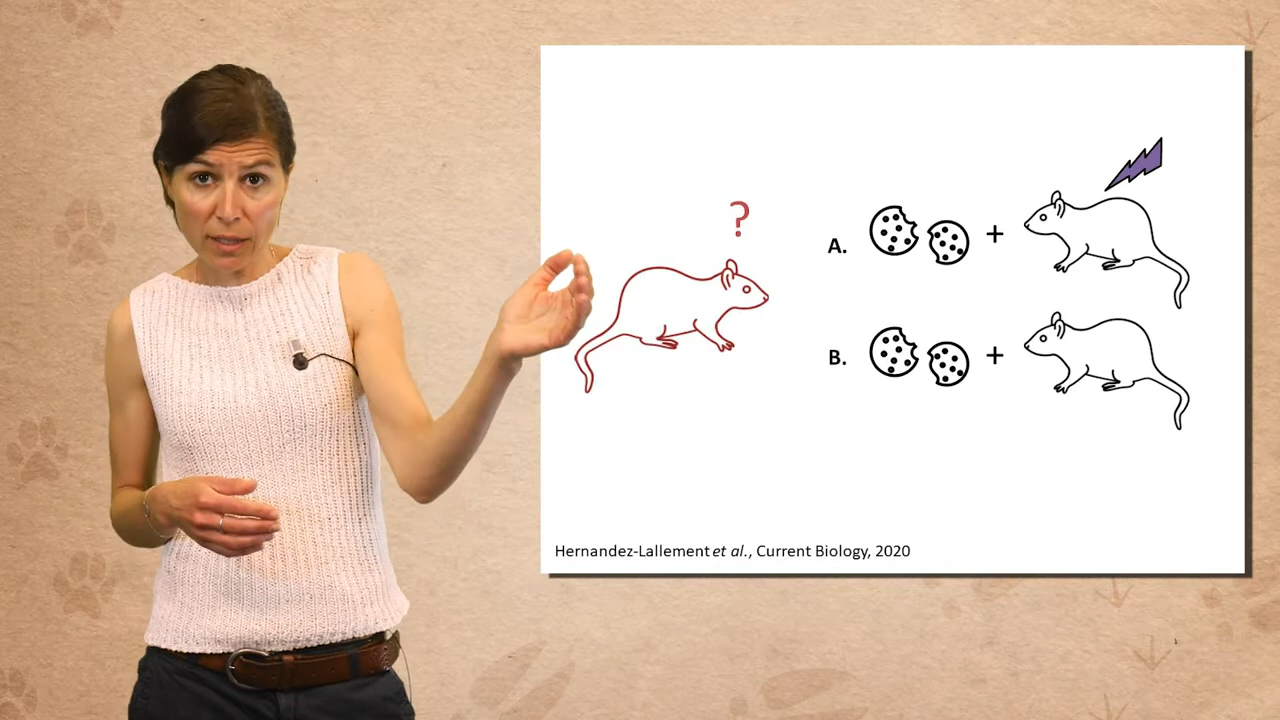 ?
A. +
B. +
Hernandez-Lallement et al., Current Biology, 2020